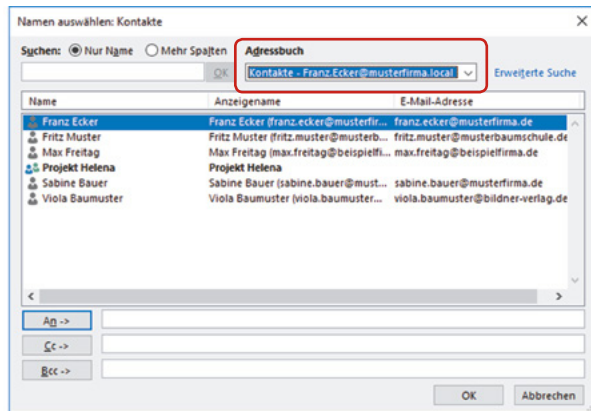 Namen auswählen: Kontakte
Suchen: Nur Name Mehr Spalten Adressbuch
OK Kontakte - Franz.Ecker@musterfirma.local Erweiterte Suche
Name Anzeigename E-Mail-Adresse
Franz Ecker Franz Ecker (franz.ecker@musterfir... franz.ecker@musterfirma.de
Fritz Muster Fritz Muster (fritz.muster@musterb... fritz.muster@musterbaumschule.de
Max Freitag Max Freitag (max.freitag@beispielfi... max.freitag@beispielfirma.de
Projekt Helena Projekt Helena
Sabine Bauer Sabine Bauer (sabine.bauer@must... sabine.bauer@musterfirma.de
Viola Baumuster Viola Baumuster (viola.baumuster... viola.baumuster@bildner-verlag.de
An ->
Cc ->
Bcc ->
OK Abbrechen